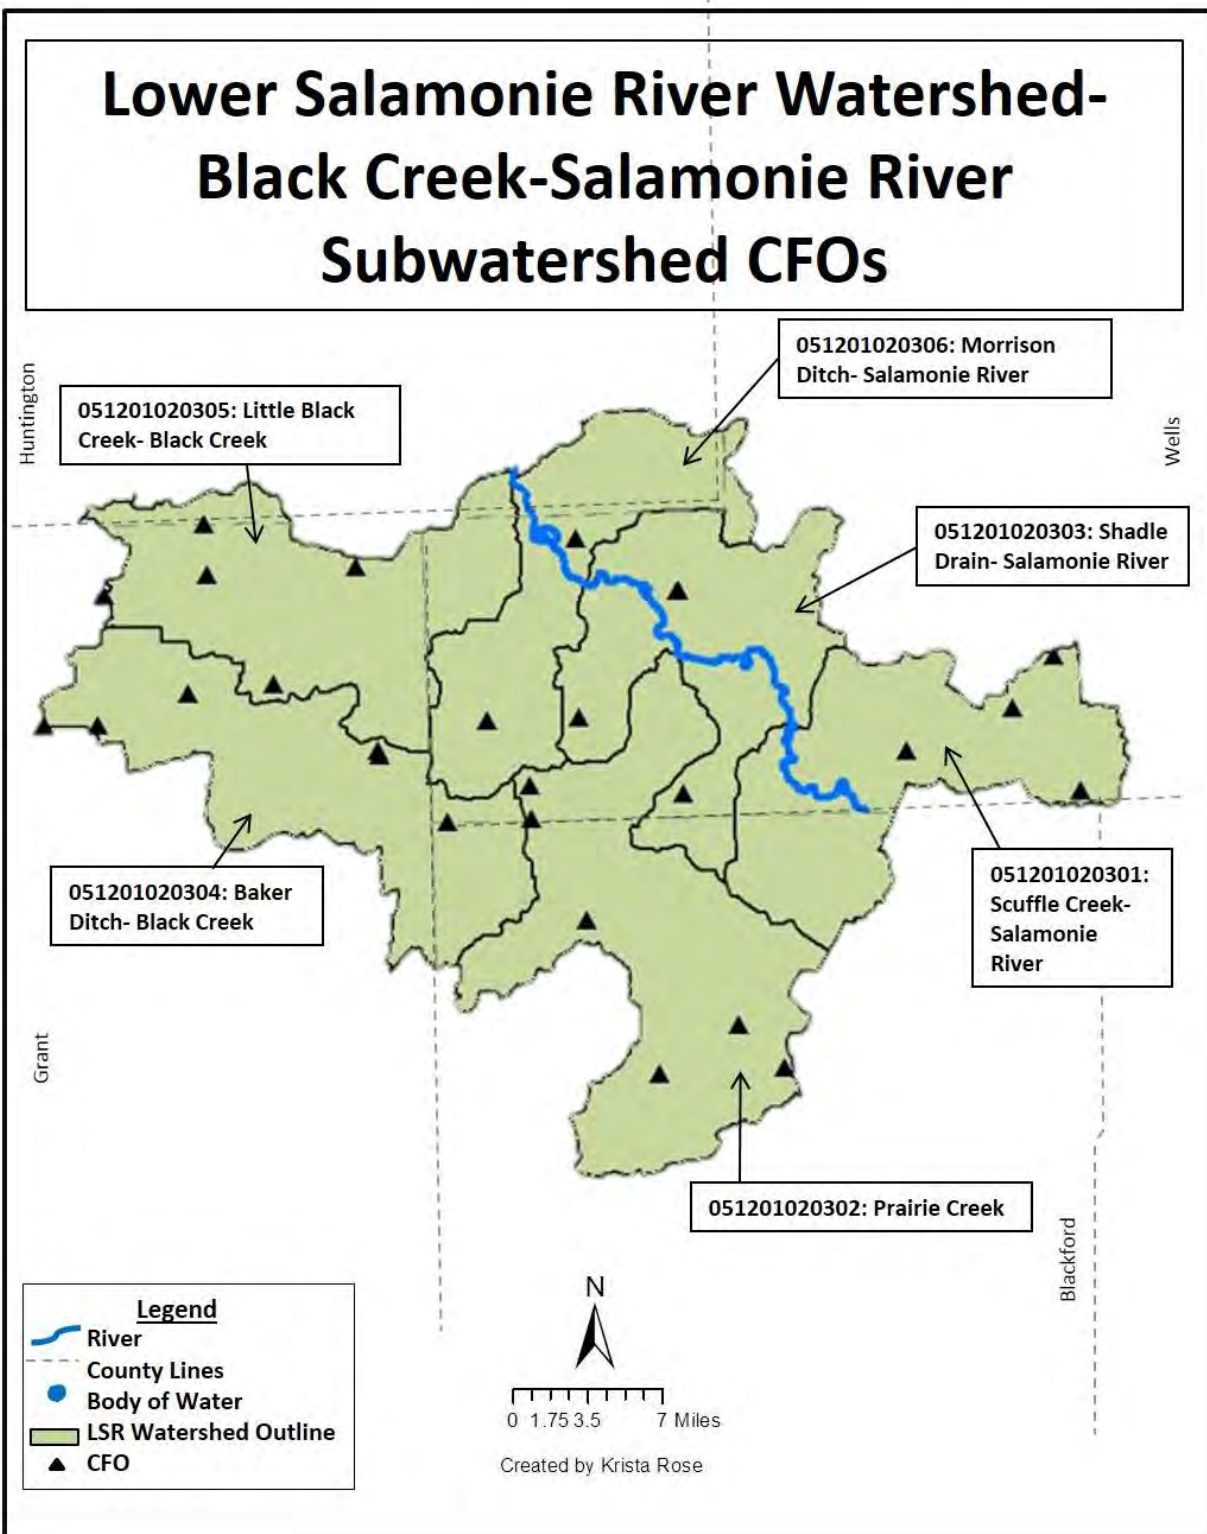 Lower Salamonie River Watershed-
Black Creek-Salamonie River
Subwatershed CFOs
051201020306: Morrison
Ditch- Salamonie River
Huntington
051201020305: Little Black
Creek- Black Creek
Wells
051201020303: Shadle
Drain- Salamonie River
051201020304: Baker
Ditch- Black Creek
051201020301:
Scuffle Creek-
Salamonie
River
Grant
051201020302: Prairie Creek
Blackford
Legend
River
County Lines
Body of Water
LSR Watershed Outline
CFO
N
0 1.75 3.5 7 Miles
Created by Krista Rose